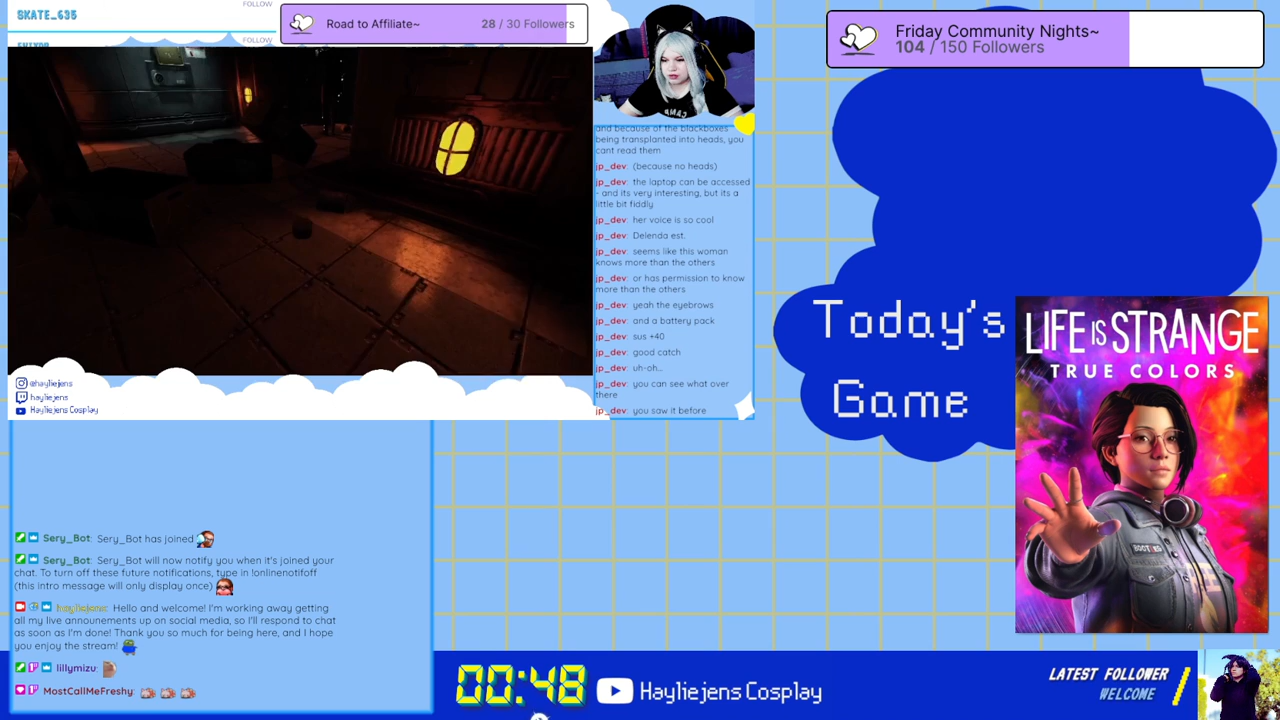 SKATE_635
FOLLOW
FOLLOW
Road to Affiliate~
28 / 30 Followers
Friday Community Nights~
104 / 150 Followers
and because of the blackboxes
being transplanted into heads, you
cant read them
jp_dev: (because no heads)
jp_dev: the laptop can be accessed
- and its very interesting, but its a
little bit fiddly
jp_dev: her voice is so cool
jp_dev: Delenda est.
jp_dev: seems like this woman
knows more than the others
jp_dev: or has permission to know
more than the others
jp_dev: yeah the eyebrows
jp_dev: and a battery pack
jp_dev: sus +40
jp_dev: good catch
jp_dev: uh-oh...
jp_dev: you can see what over
there
jp_dev: you saw it before
@hayliejens
hayliejens
Hayliejens Cosplay
Today's
Game
LIFE IS STRANGE
TRUE COLORS
Sery_Bot: Sery_Bot has joined
Sery_Bot: Sery_Bot will now notify you when it's joined your
chat. To turn off these future notifications, type in !onlinenotifoff
(this intro message will only display once)
hayliejens: Hello and welcome! I'm working away getting
all my live announements up on social media, so I'll respond to chat
as soon as I'm done! Thank you so much for being here, and I hope
you enjoy the stream!
lillymizu:
MostCallMeFreshy:
00:48
Hayliejens Cosplay
LATEST FOLLOWER
WELCOME